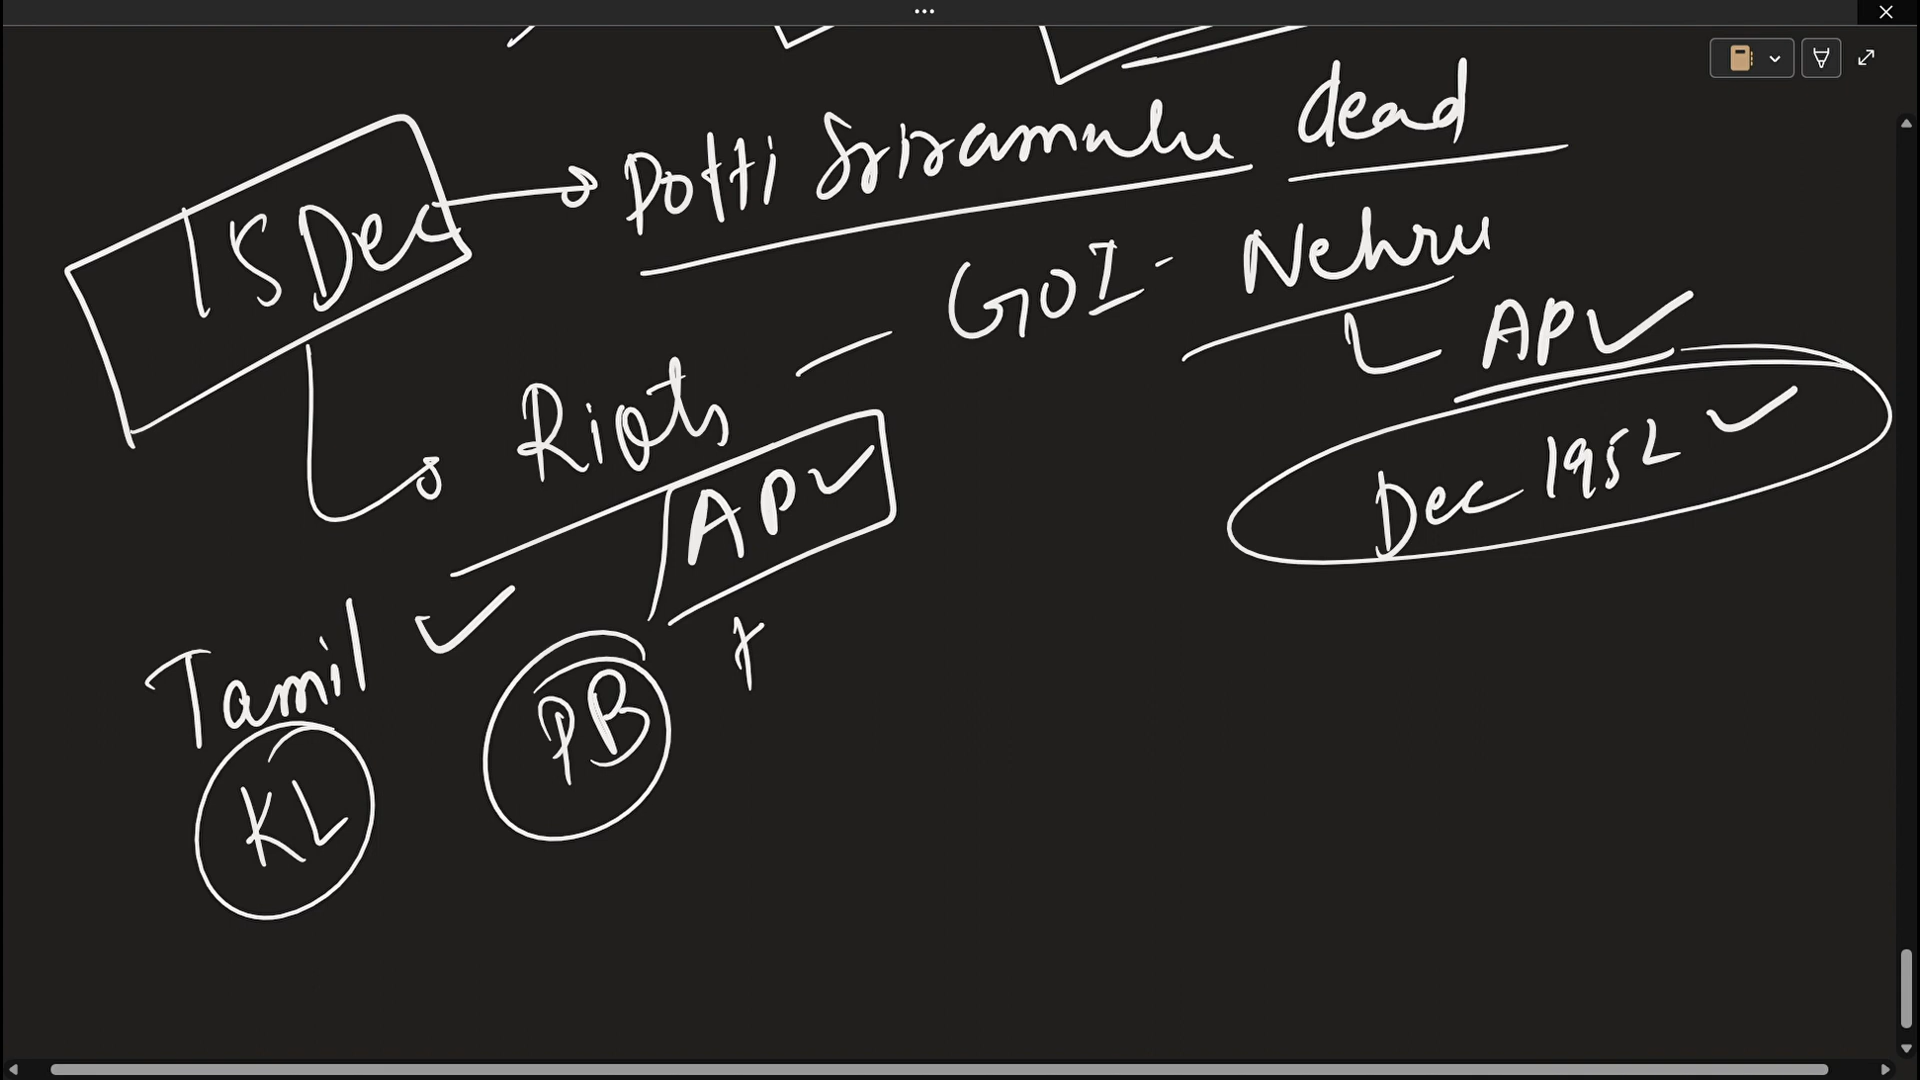 15 Dec → Potti Sriramulu dead
GOI - Nehru
AP ✓
Dec 1952 ✓
Riots
AP ✓
Tamil ✓
PB
KL